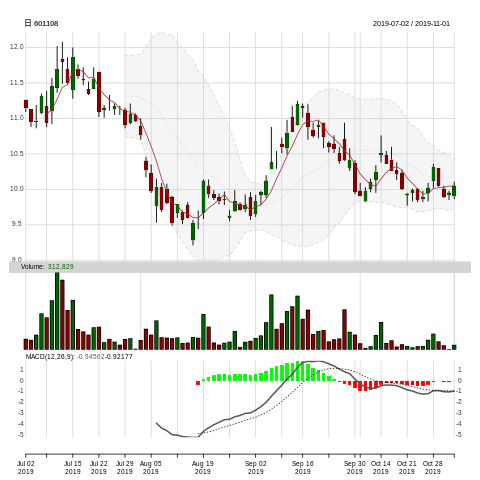 日 601108
2019-07-02 / 2019-11-01
12.0
11.5
11.0
10.5
10.0
9.5
9.0
Volume: 312,829
MACD(12,26,9): -0.94562-0.92177
1 1
0 0
-1 -1
-2 -2
-3 -3
-4 -4
-5 -5
Jul 02 Jul 15 Jul 22 Jul 29 Aug 05 Aug 19 Sep 02 Sep 16 Sep 30 Oct 14 Oct 21 Oct 28
2019 2019 2019 2019 2019 2019 2019 2019 2019 2019 2019 2019